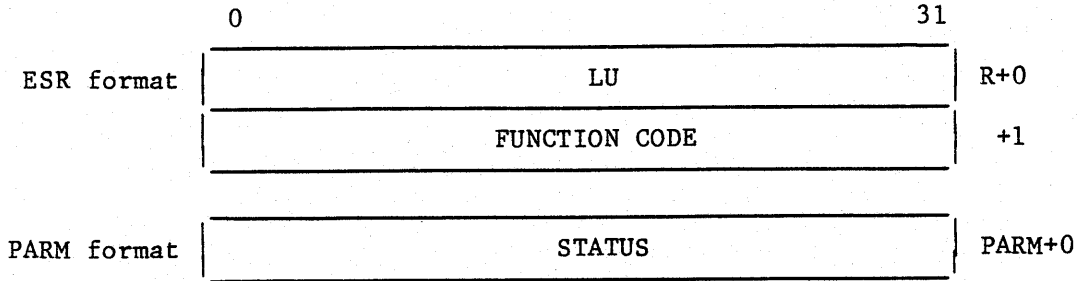 0 31
ESR format LU R+0
FUNCTION CODE +1
PARM format STATUS PARM+0